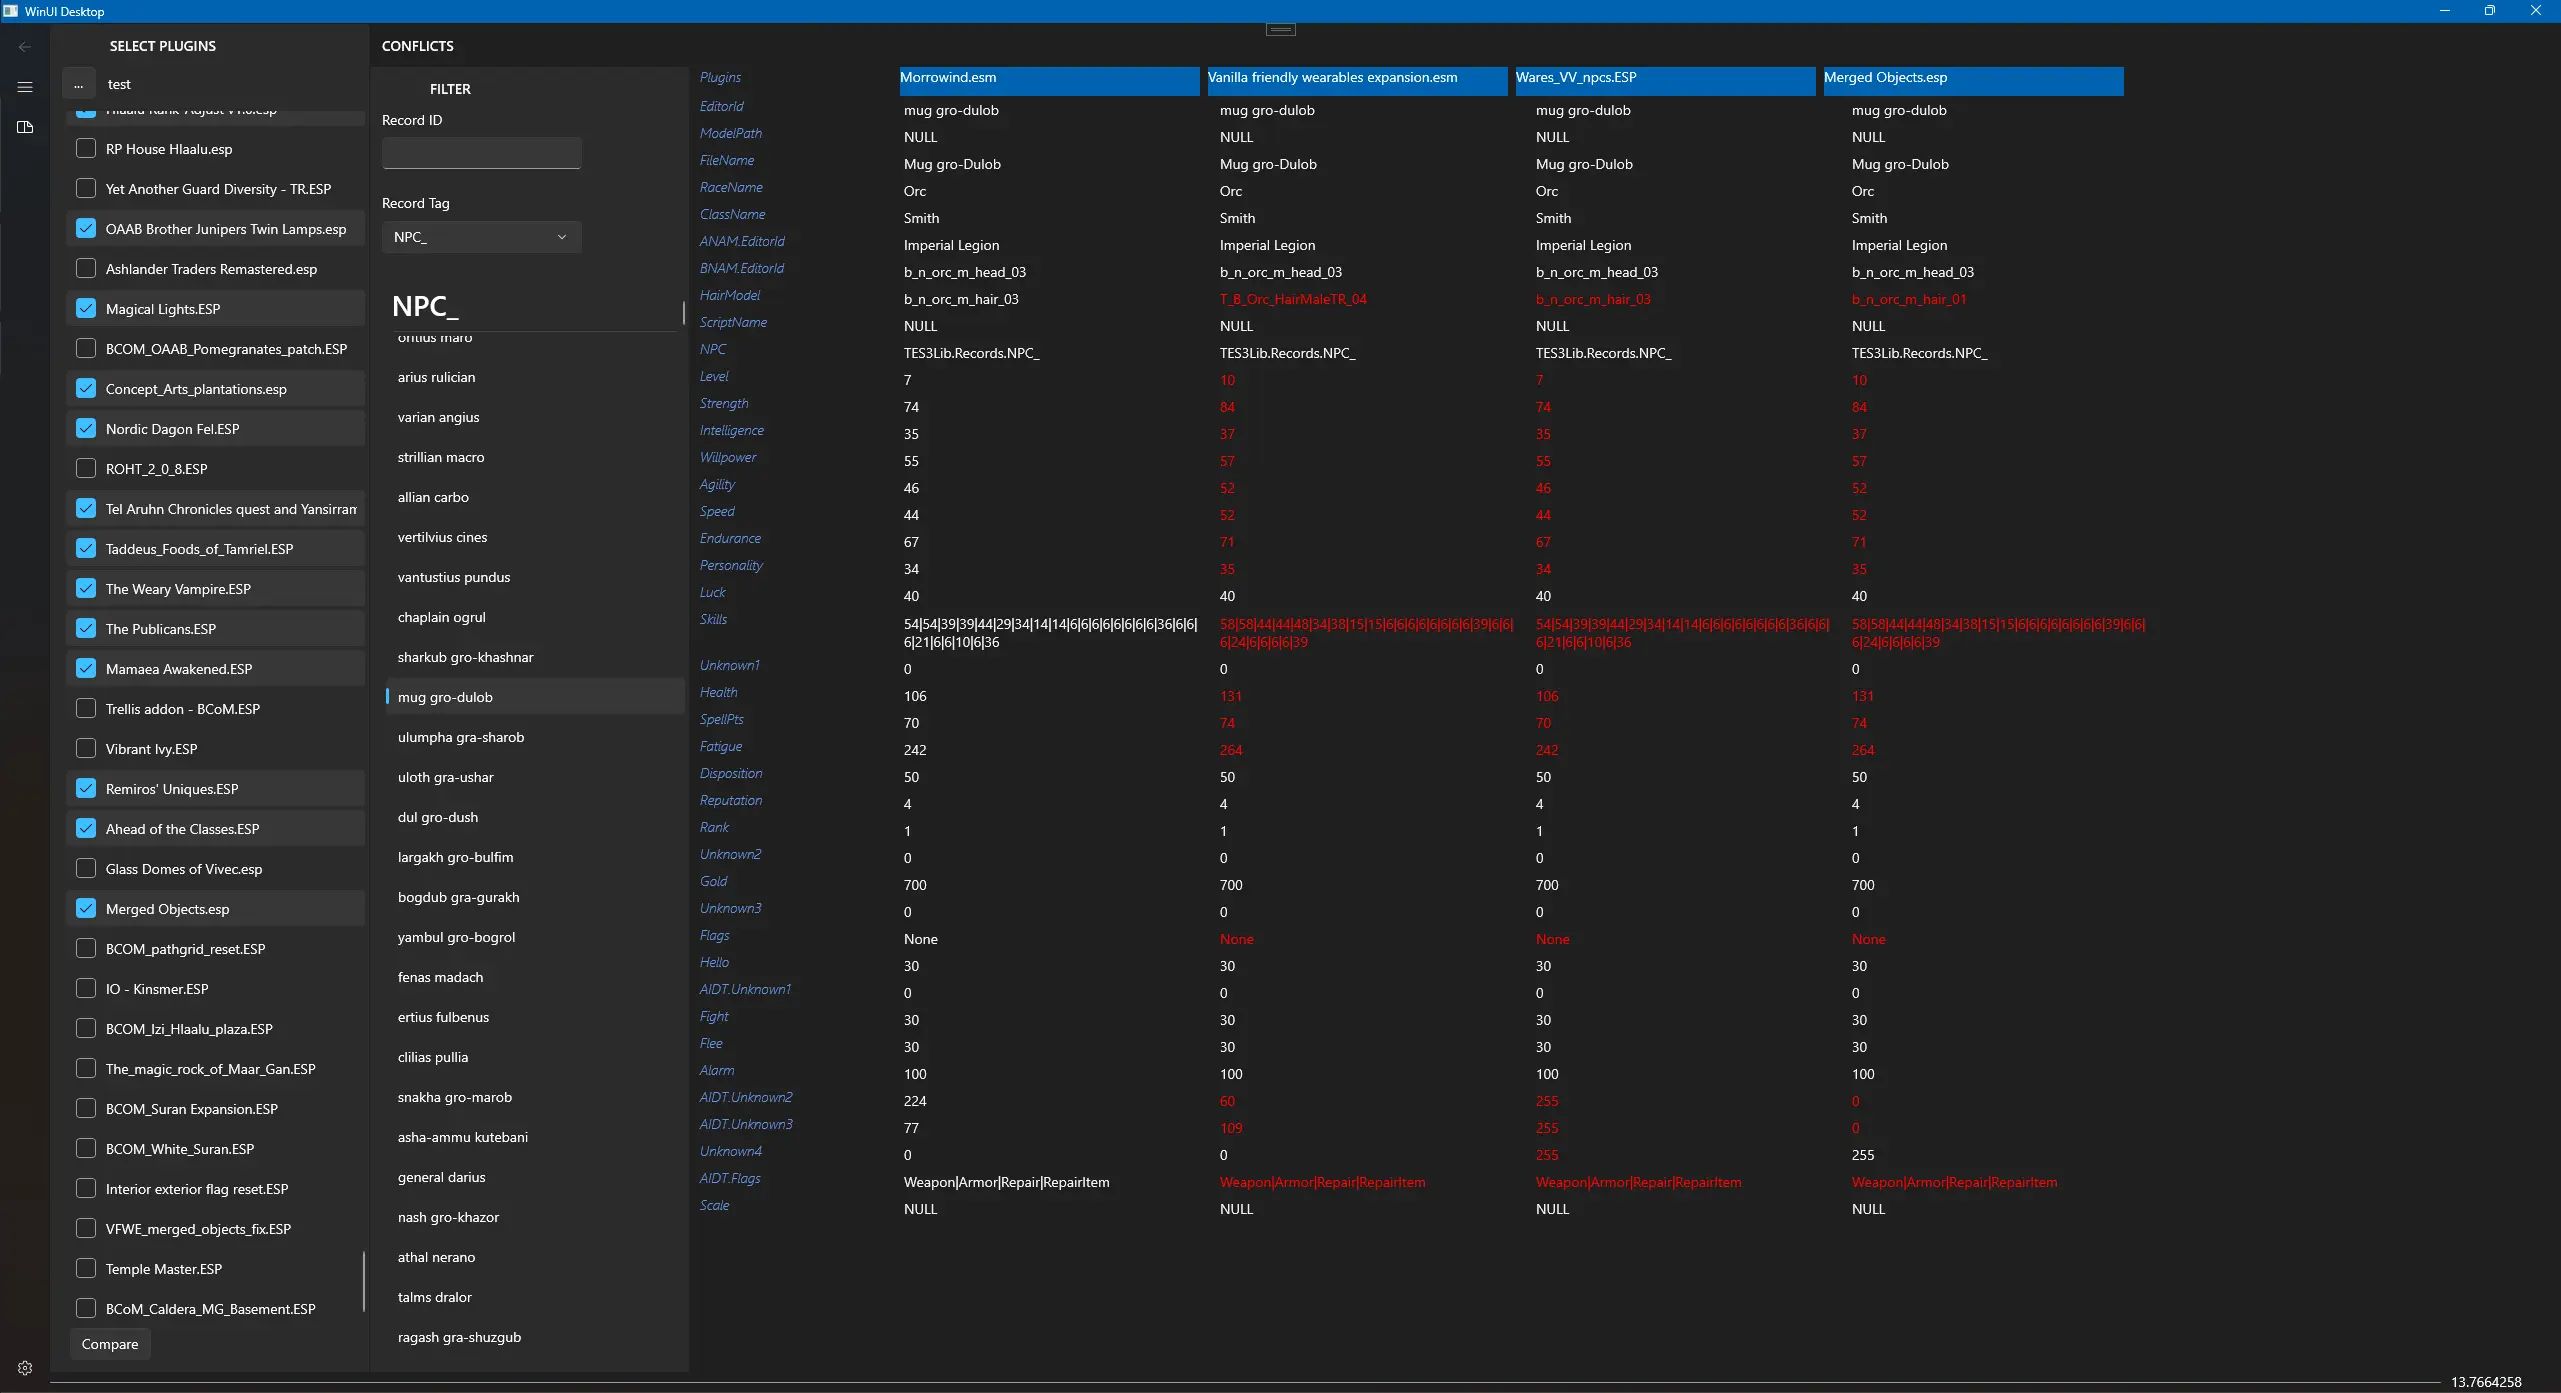 WinUI Desktop
SELECT PLUGINS
... test
Hlaalu Rank-Adjust V1.0.esp
RP House Hlaalu.esp
Yet Another Guard Diversity - TR.ESP
OAAB Brother Junipers Twin Lamps.esp
Ashlander Traders Remastered.esp
Magical Lights.ESP
BCOM_OAAB_Pomegranates_patch.ESP
Concept_Arts_plantations.esp
Nordic Dagon Fel.ESP
ROHT_2_0_8.ESP
Tel Aruhn Chronicles quest and Yansirram
Taddeus_Foods_of_Tamriel.ESP
The Weary Vampire.ESP
The Publicans.ESP
Mamaea Awakened.ESP
Trellis addon - BCoM.ESP
Vibrant Ivy.ESP
Remiros' Uniques.ESP
Ahead of the Classes.ESP
Glass Domes of Vivec.esp
Merged Objects.esp
BCOM_pathgrid_reset.ESP
IO - Kinsmer.ESP
BCOM_Izi_Hlaalu_plaza.ESP
The_magic_rock_of_Maar_Gan.ESP
BCOM_Suran Expansion.ESP
BCOM_White_Suran.ESP
Interior exterior flag reset.ESP
VFWE_merged_objects_fix.ESP
Temple Master.ESP
BCoM_Caldera_MG_Basement.ESP
Compare
CONFLICTS
FILTER
Record ID
Record Tag
NPC_
NPC_
ontius maro
arius rulician
varian angius
strillian macro
allian carbo
vertilvius cines
vantustius pundus
chaplain ogrul
sharkub gro-khashnar
mug gro-dulob
ulumpha gra-sharob
uloth gra-ushar
dul gro-dush
largakh gro-bulfim
bogdub gra-gurakh
yambul gro-bogrol
fenas madach
ertius fulbenus
clilias pullia
snakha gro-marob
asha-ammu kutebani
general darius
nash gro-khazor
athal nerano
talms dralor
ragash gra-shuzgub
Plugins Morrowind.esm Vanilla friendly wearables expansion.esm Wares_VV_npcs.ESP Merged Objects.esp
EditorId mug gro-dulob mug gro-dulob mug gro-dulob mug gro-dulob
ModelPath NULL NULL NULL NULL
FileName Mug gro-Dulob Mug gro-Dulob Mug gro-Dulob Mug gro-Dulob
RaceName Orc Orc Orc Orc
ClassName Smith Smith Smith Smith
ANAM.EditorId Imperial Legion Imperial Legion Imperial Legion Imperial Legion
BNAM.EditorId b_n_orc_m_head_03 b_n_orc_m_head_03 b_n_orc_m_head_03 b_n_orc_m_head_03
HairModel b_n_orc_m_hair_03 T_B_Orc_HairMaleTR_04 b_n_orc_m_hair_03 b_n_orc_m_hair_01
ScriptName NULL NULL NULL NULL
NPC TES3Lib.Records.NPC_ TES3Lib.Records.NPC_ TES3Lib.Records.NPC_ TES3Lib.Records.NPC_
Level 7 10 7 10
Strength 74 84 74 84
Intelligence 35 37 35 37
Willpower 55 57 55 57
Agility 46 52 46 52
Speed 44 52 44 52
Endurance 67 71 67 71
Personality 34 35 34 35
Luck 40 40 40 40
Skills 54|54|39|39|44|29|34|14|14|6|6|6|6|6|6|6|6|36|6|6| 58|58|44|44|48|34|38|15|15|6|6|6|6|6|6|6|6|39|6|6| 54|54|39|39|44|29|34|14|14|6|6|6|6|6|6|6|6|36|6|6| 58|58|44|44|48|34|38|15|15|6|6|6|6|6|6|6|6|39|6|6|
6|21|6|6|10|6|36 6|24|6|6|6|6|39 6|21|6|6|10|6|36 6|24|6|6|6|6|39
Unknown1 0 0 0 0
Health 106 131 106 131
SpellPts 70 74 70 74
Fatigue 242 264 242 264
Disposition 50 50 50 50
Reputation 4 4 4 4
Rank 1 1 1 1
Unknown2 0 0 0 0
Gold 700 700 700 700
Unknown3 0 0 0 0
Flags None None None None
Hello 30 30 30 30
AIDT.Unknown1 0 0 0 0
Fight 30 30 30 30
Flee 30 30 30 30
Alarm 100 100 100 100
AIDT.Unknown2 224 60 255 0
AIDT.Unknown3 77 109 255 0
Unknown4 0 0 255 255
AIDT.Flags Weapon|Armor|Repair|RepairItem Weapon|Armor|Repair|RepairItem Weapon|Armor|Repair|RepairItem Weapon|Armor|Repair|RepairItem
Scale NULL NULL NULL NULL
13.7664258